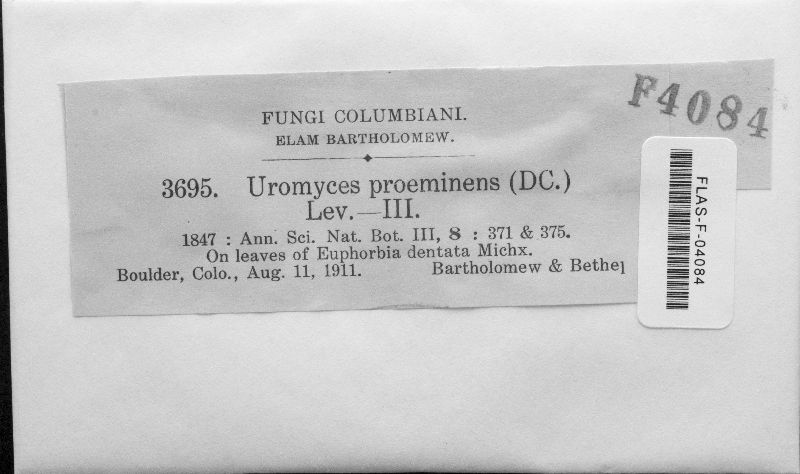 F4084
FUNGI COLUMBIANI.
ELAM BARTHOLOMEW.
3695. Uromyces proeminens (DC.)
Lev.—III.
1847 : Ann. Sci. Nat. Bot. III, 8 : 371 & 375.
On leaves of Euphorbia dentata Michx.
Boulder, Colo., Aug. 11, 1911. Bartholomew & Bethel
FLAS-F-04084